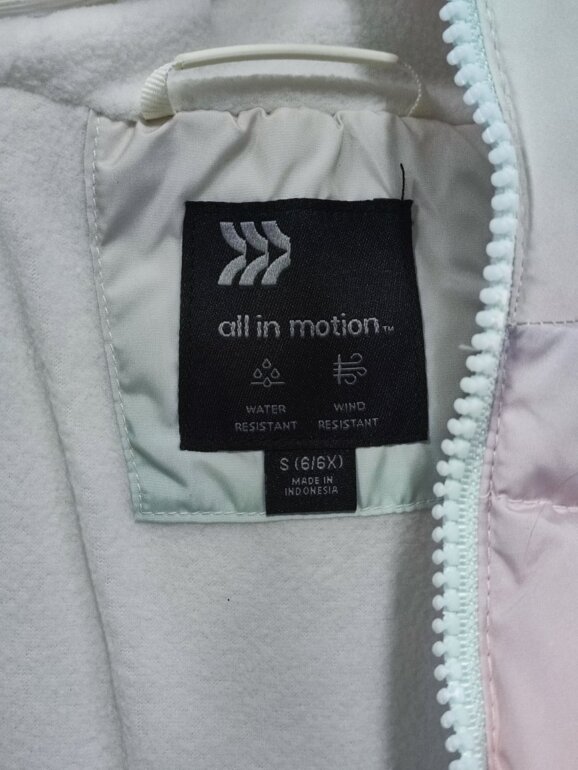 all in motion™
WATER
RESISTANT
WIND
RESISTANT
S (6/6X)
MADE IN
INDONESIA